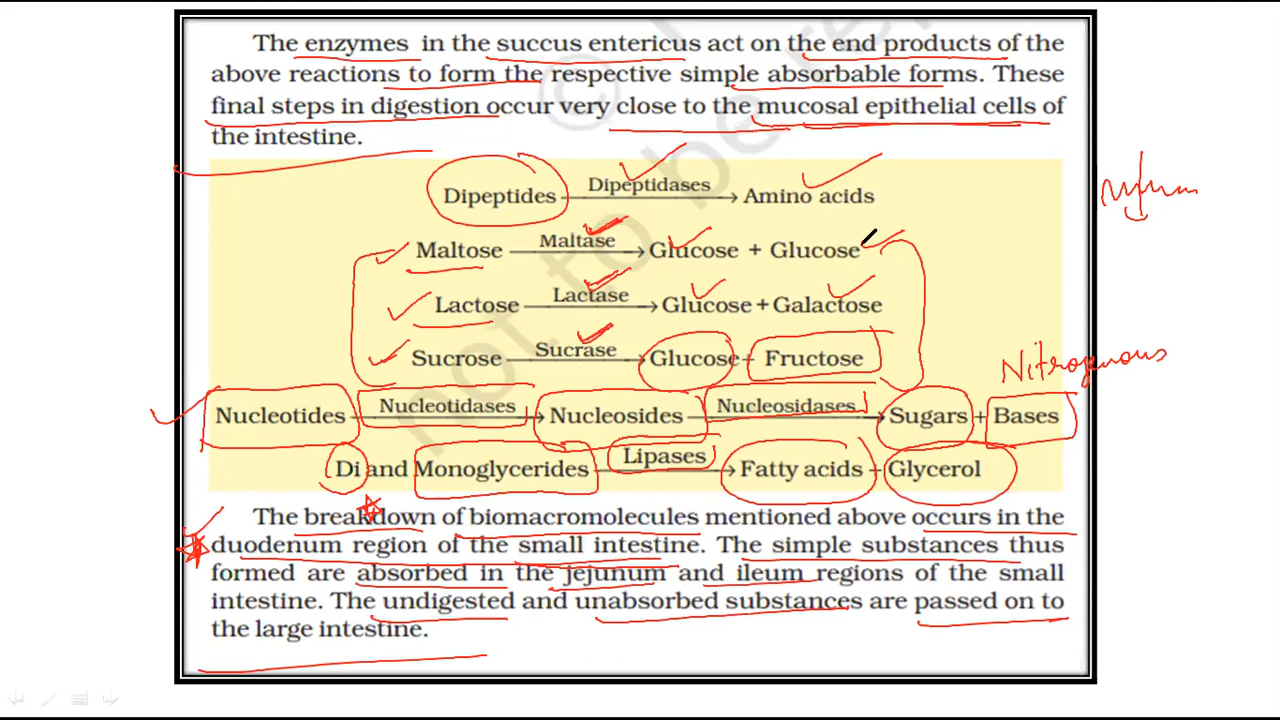 The enzymes in the succus entericus act on the end products of the
above reactions to form the respective simple absorbable forms. These
final steps in digestion occur very close to the mucosal epithelial cells of
the intestine.
Dipeptides Dipeptidases Amino acids
Maltose Maltase Glucose + Glucose
Lactose Lactase Glucose + Galactose
Sucrose Sucrase Glucose + Fructose
Nitrogenous
Nucleotides Nucleotidases Nucleosides Nucleosidases Sugars + Bases
Di and Monoglycerides Lipases Fatty acids + Glycerol
The breakdown of biomacromolecules mentioned above occurs in the
duodenum region of the small intestine. The simple substances thus
formed are absorbed in the jejunum and ileum regions of the small
intestine. The undigested and unabsorbed substances are passed on to
the large intestine.
not to be rep